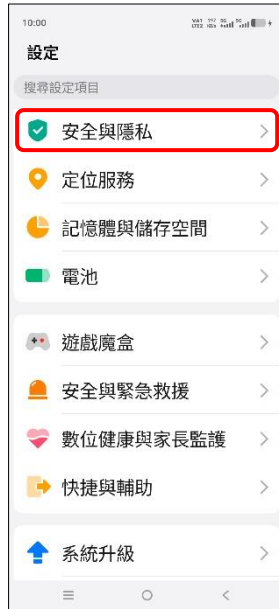 10:00
設定
搜尋設定項目
安全與隱私
定位服務
記憶體與儲存空間
電池
遊戲魔盒
安全與緊急救援
數位健康與家長監護
快捷與輔助
系統升級